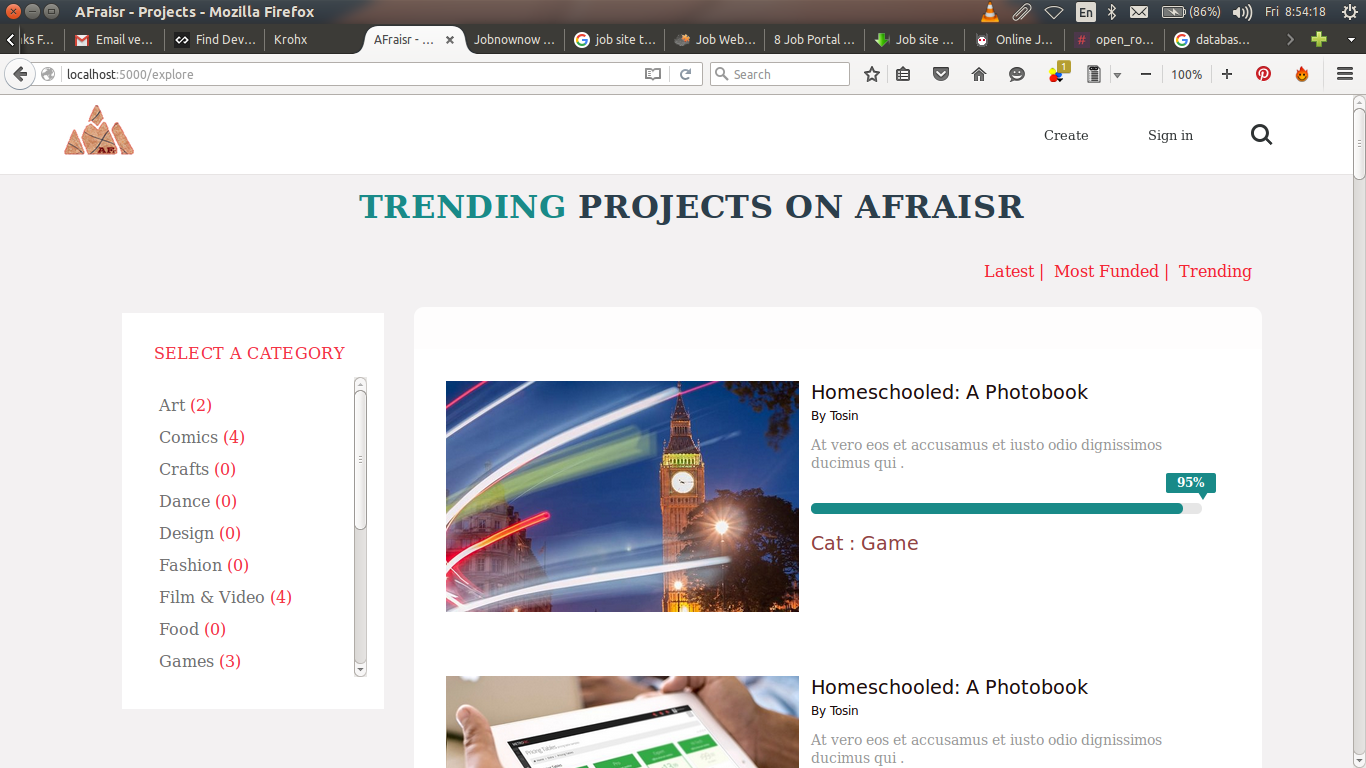 AFraisr - Projects - Mozilla Firefox
En
(86%)
Fri 8:54:18
ks F...
Email ve...
Find Dev...
Krohx
AFraisr - ...
Jobnownow ...
job site t...
Job Web...
8 Job Portal ...
Job site ...
Online J...
open_ro...
databas...
localhost:5000/explore
Search
1
100%
AF
Create
Sign in
TRENDING PROJECTS ON AFRAISR
Latest | Most Funded | Trending
SELECT A CATEGORY
Art (2)
Comics (4)
Crafts (0)
Dance (0)
Design (0)
Fashion (0)
Film & Video (4)
Food (0)
Games (3)
Homeschooled: A Photobook
By Tosin
At vero eos et accusamus et iusto odio dignissimos
ducimus qui .
95%
Cat : Game
Homeschooled: A Photobook
By Tosin
At vero eos et accusamus et iusto odio dignissimos
ducimus qui .
Pricing Tables